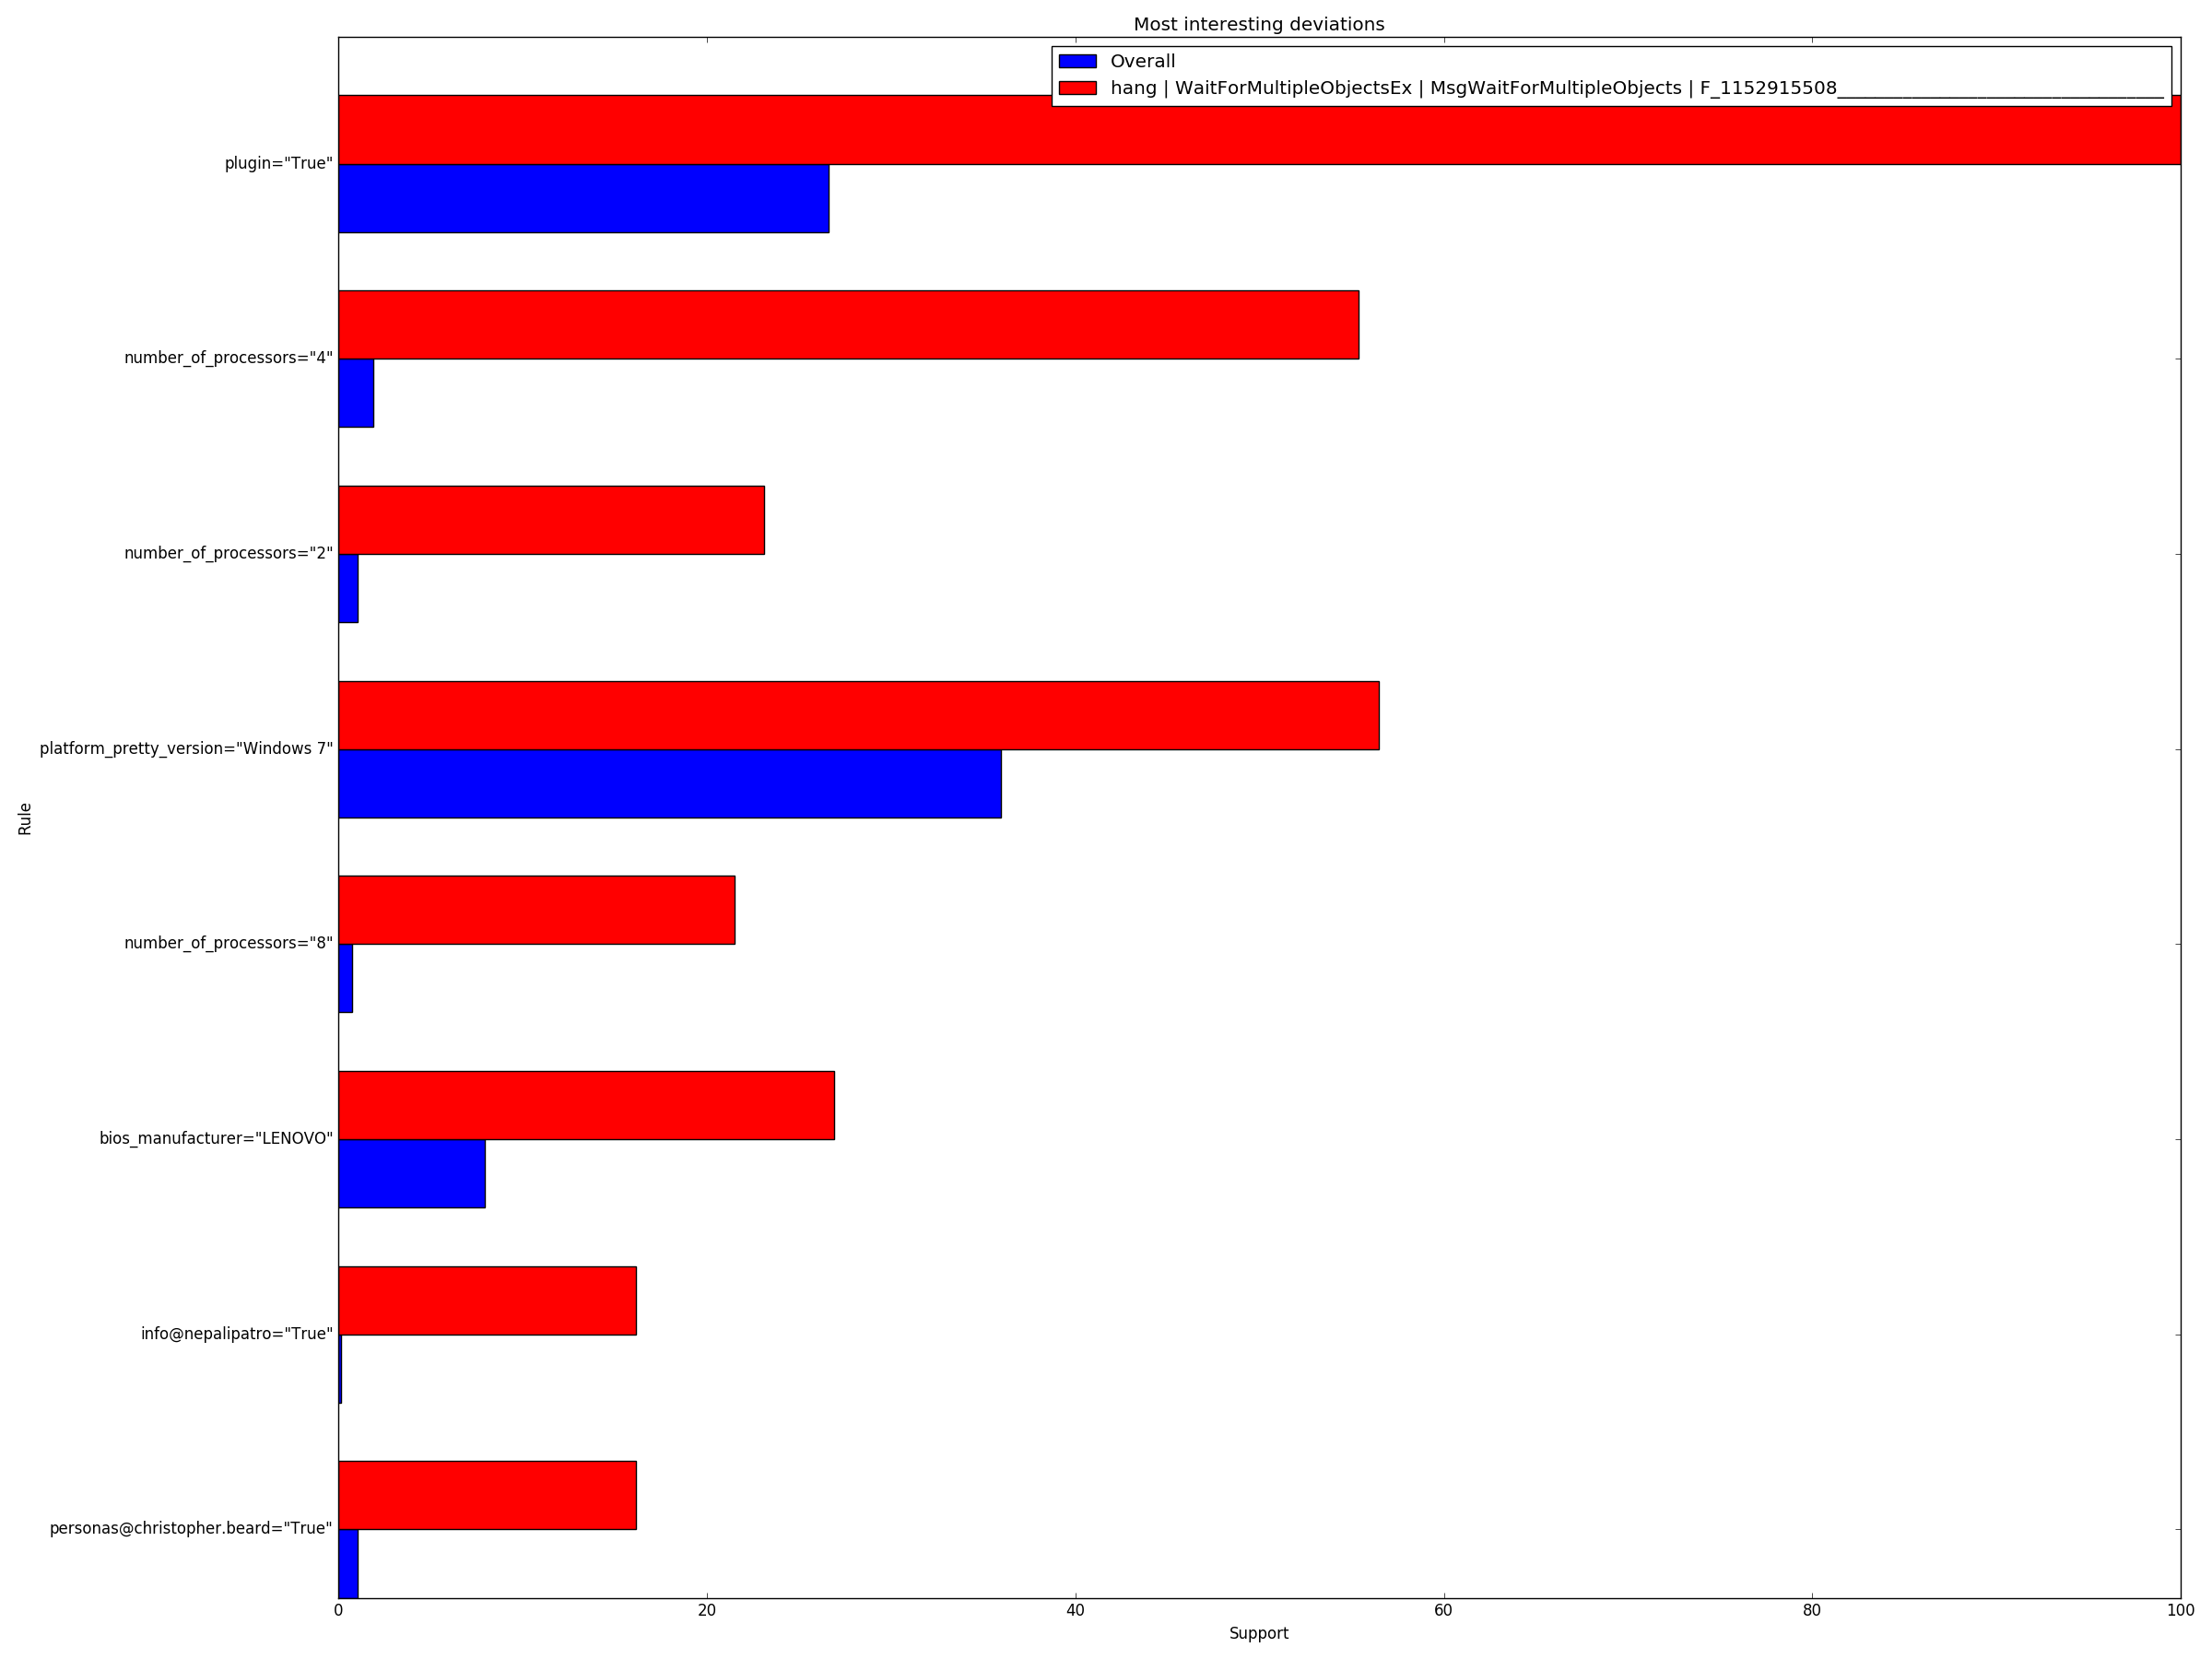 Most interesting deviations
Overall
hang | WaitForMultipleObjectsEx | MsgWaitForMultipleObjects | F_1152915508___________________________________
plugin="True"
number_of_processors="4"
number_of_processors="2"
platform_pretty_version="Windows 7"
Rule
number_of_processors="8"
bios_manufacturer="LENOVO"
info@nepalipatro="True"
personas@christopher.beard="True"
0 20 40 60 80 100
Support